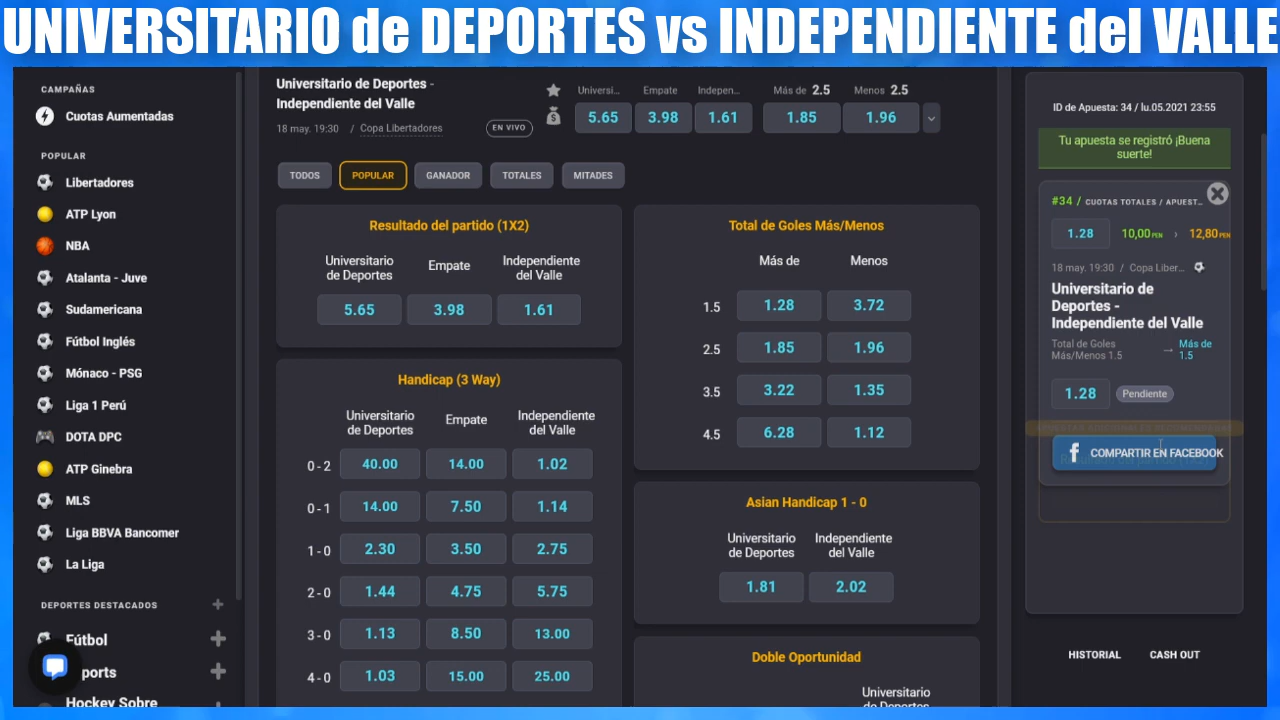 UNIVERSITARIO de DEPORTES vs INDEPENDIENTE del VALLE
CAMPAÑAS
Cuotas Aumentadas
POPULAR
Libertadores
ATP Lyon
NBA
Atalanta - Juve
Sudamericana
Fútbol Inglés
Mónaco - PSG
Liga 1 Perú
DOTA DPC
ATP Ginebra
MLS
Liga BBVA Bancomer
La Liga
DEPORTES DESTACADOS
Fútbol
ports
Hockey Sobre
Universitario de Deportes -
Independiente del Valle
18 may. 19:30 / Copa Libertadores
EN VIVO
Universi... Empate Indepen... Más de 2.5 Menos 2.5
5.65 3.98 1.61 1.85 1.96
TODOS POPULAR GANADOR TOTALES MITADES
Resultado del partido (1X2)
Universitario de Deportes Empate Independiente del Valle
5.65 3.98 1.61
Handicap (3 Way)
Universitario de Deportes Empate Independiente del Valle
0 - 2 40.00 14.00 1.02
0 - 1 14.00 7.50 1.14
1 - 0 2.30 3.50 2.75
2 - 0 1.44 4.75 5.75
3 - 0 1.13 8.50 13.00
4 - 0 1.03 15.00 25.00
Total de Goles Más/Menos
Más de Menos
1.5 1.28 3.72
2.5 1.85 1.96
3.5 3.22 1.35
4.5 6.28 1.12
Asian Handicap 1 - 0
Universitario de Deportes Independiente del Valle
1.81 2.02
Doble Oportunidad
Universitario
de Deportes
ID de Apuesta: 34 / lu.05.2021 23:55
Tu apuesta se registró ¡Buena
suerte!
#34 / CUOTAS TOTALES / APUEST...
1.28 10,00 PEN › 12,80 PEN
18 may. 19:30 / Copa Liber...
Universitario de
Deportes -
Independiente del Valle
Total de Goles Más/Menos 1.5 → Más de 1.5
1.28 Pendiente
COMPARTIR EN FACEBOOK
HISTORIAL CASH OUT